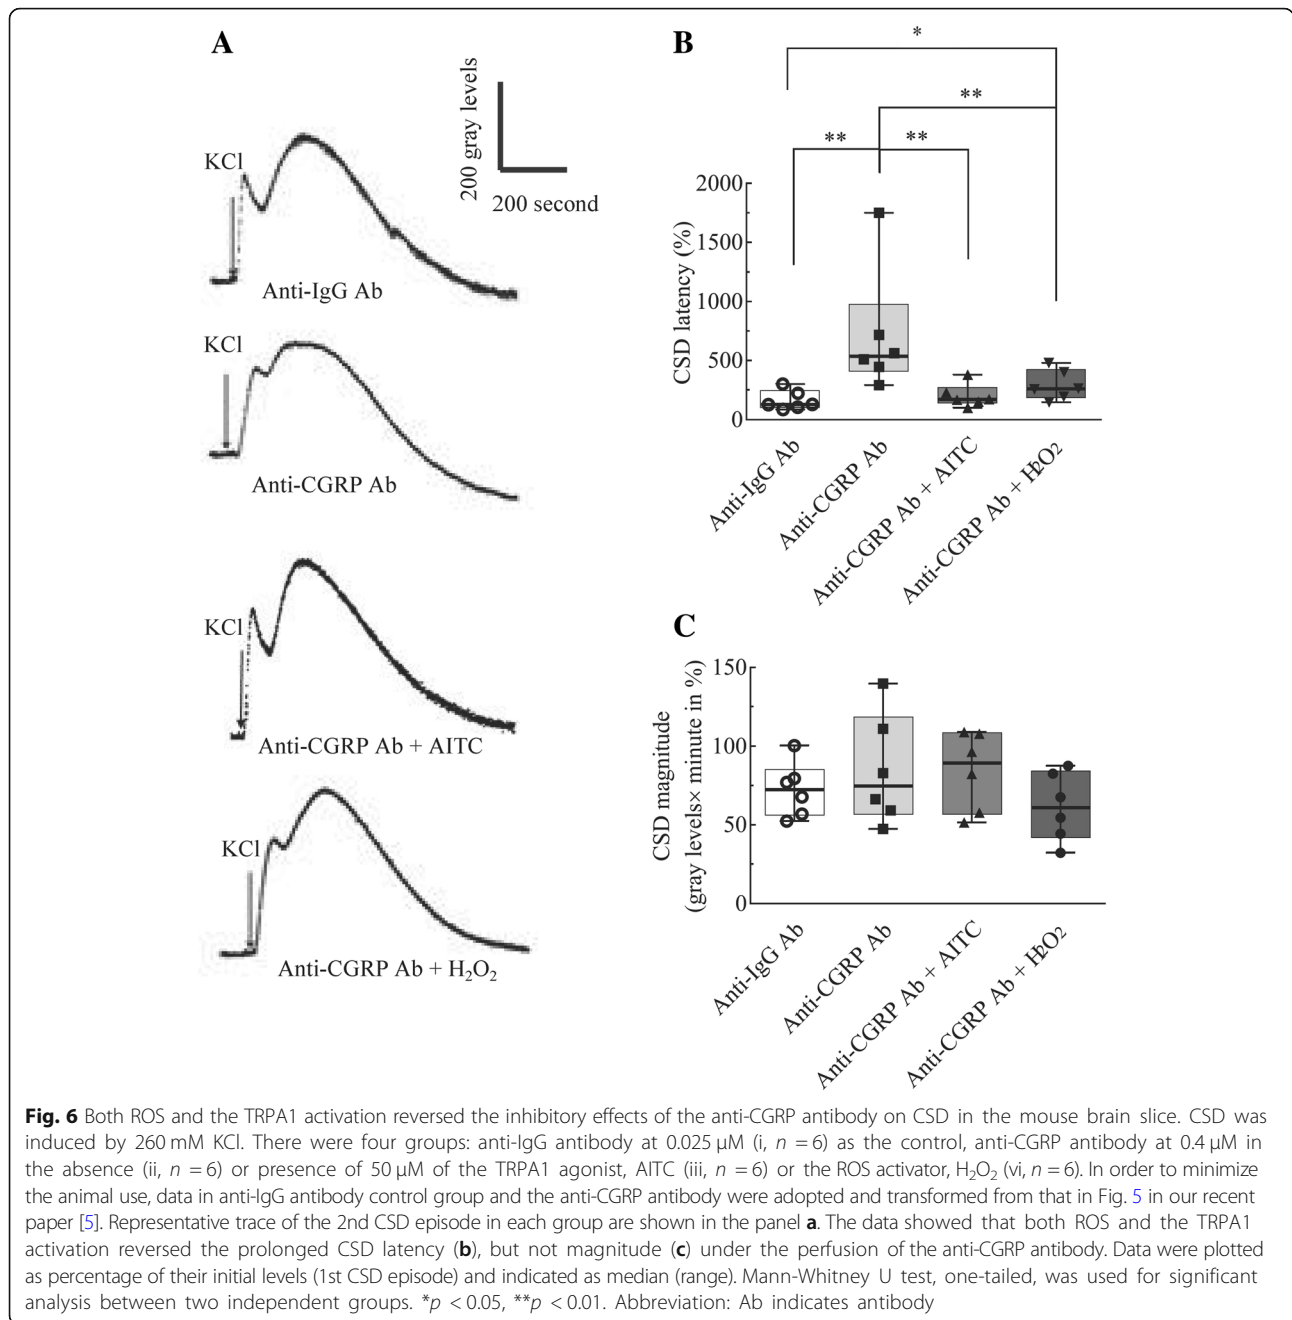 A
200 gray levels
200 second
KCl
Anti-IgG Ab
KCl
Anti-CGRP Ab
KCl
Anti-CGRP Ab + AITC
KCl
Anti-CGRP Ab + H₂O₂
B
*
**
**
**
CSD latency (%)
2000
1500
1000
500
0
Anti-IgG Ab
Anti-CGRP Ab
Anti-CGRP Ab + AITC
Anti-CGRP Ab + H2O2
C
CSD magnitude
(gray levels× minute in %)
150
100
50
0
Anti-IgG Ab
Anti-CGRP Ab
Anti-CGRP Ab + AITC
Anti-CGRP Ab + H2O2
Fig. 6 Both ROS and the TRPA1 activation reversed the inhibitory effects of the anti-CGRP antibody on CSD in the mouse brain slice. CSD was
induced by 260 mM KCl. There were four groups: anti-IgG antibody at 0.025 μM (i, n = 6) as the control, anti-CGRP antibody at 0.4 μM in
the absence (ii, n = 6) or presence of 50 μM of the TRPA1 agonist, AITC (iii, n = 6) or the ROS activator, H₂O₂ (vi, n = 6). In order to minimize
the animal use, data in anti-IgG antibody control group and the anti-CGRP antibody were adopted and transformed from that in Fig. 5 in our recent
paper [5]. Representative trace of the 2nd CSD episode in each group are shown in the panel a. The data showed that both ROS and the TRPA1
activation reversed the prolonged CSD latency (b), but not magnitude (c) under the perfusion of the anti-CGRP antibody. Data were plotted
as percentage of their initial levels (1st CSD episode) and indicated as median (range). Mann-Whitney U test, one-tailed, was used for significant
analysis between two independent groups. *p < 0.05, **p < 0.01. Abbreviation: Ab indicates antibody